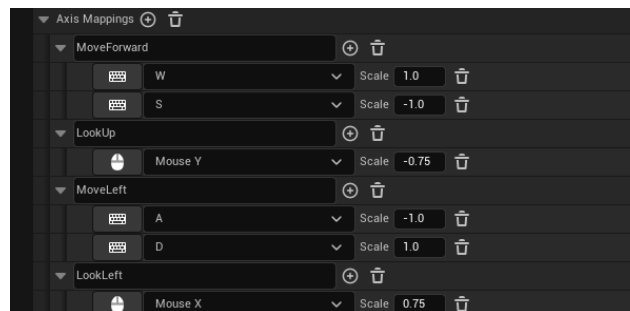 Axis Mappings
MoveForward
W Scale 1.0
S Scale -1.0
LookUp
Mouse Y Scale -0.75
MoveLeft
A Scale -1.0
D Scale 1.0
LookLeft
Mouse X Scale 0.75